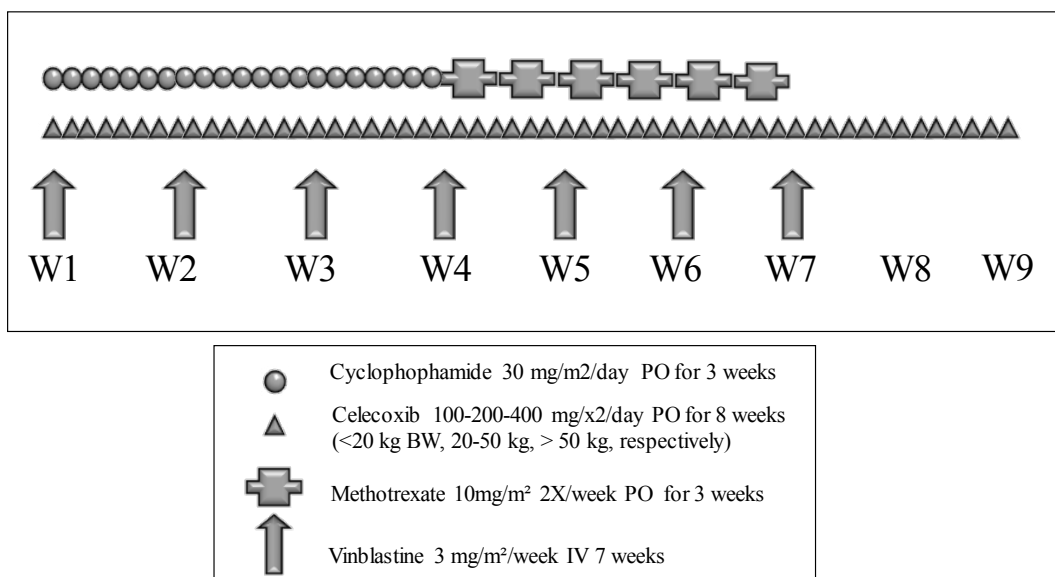 W1 W2 W3 W4 W5 W6 W7 W8 W9
Cyclophophamide 30 mg/m2/day PO for 3 weeks
Celecoxib 100-200-400 mg/x2/day PO for 8 weeks
(<20 kg BW, 20-50 kg, > 50 kg, respectively)
Methotrexate 10mg/m² 2X/week PO for 3 weeks
Vinblastine 3 mg/m²/week IV 7 weeks